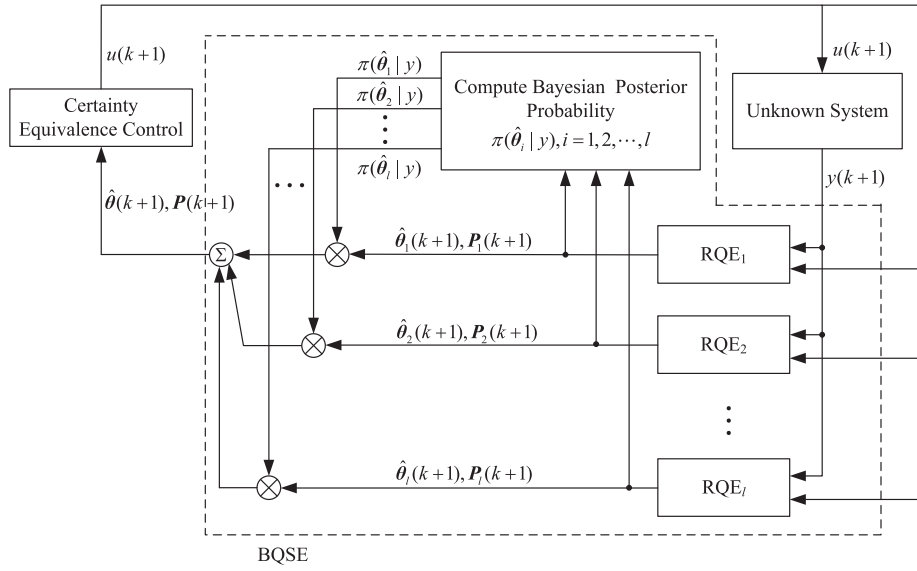 u(k+1)
u(k+1)
π(θ̂₁ | y)
π(θ̂₂ | y)
⋮
π(θ̂ₗ | y)
⋯
Compute Bayesian Posterior
Probability
π(θ̂ᵢ | y), i = 1, 2, ⋯, l
Certainty
Equivalence Control
Unknown System
y(k+1)
θ̂(k+1), P(k+1)
Σ
θ̂₁(k+1), P₁(k+1)
RQE₁
θ̂₂(k+1), P₂(k+1)
RQE₂
⋮
θ̂ₗ(k+1), Pₗ(k+1)
RQEₗ
BQSE